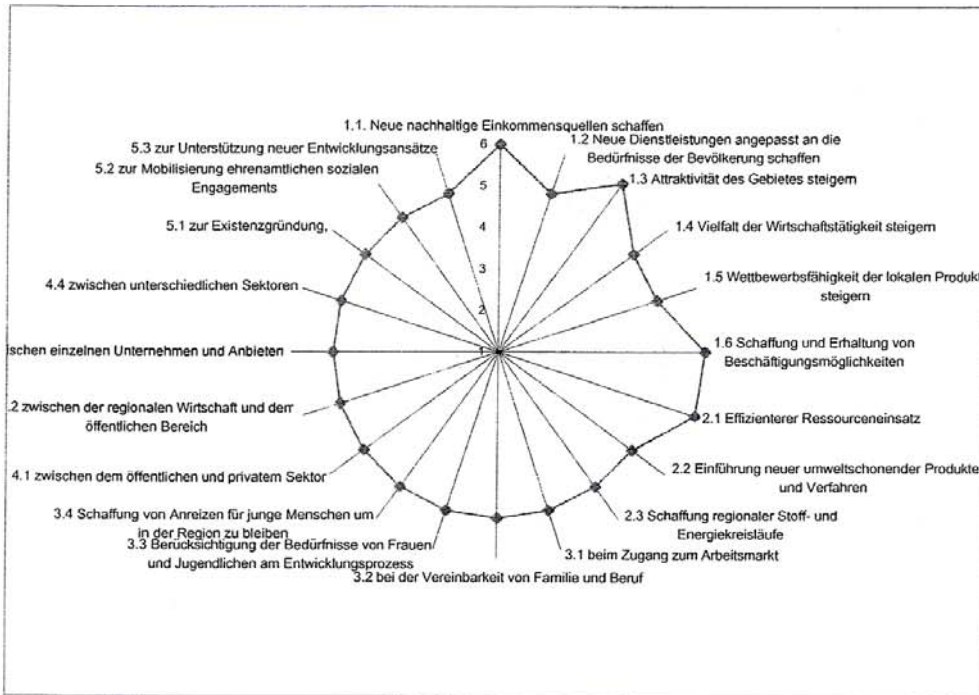 1.1. Neue nachhaltige Einkommensquellen schaffen
6
1.2 Neue Dienstleistungen angepasst an die
Bedürfnisse der Bevölkerung schaffen
5
1.3 Attraktivität des Gebietes steigern
4
1.4 Vielfalt der Wirtschaftstätigkeit steigern
3
1.5 Wettbewerbsfähigkeit der lokalen Produkt
steigern
2
1
1.6 Schaffung und Erhaltung von
Beschäftigungsmöglichkeiten
2.1 Effizienterer Ressourceneinsatz
2.2 Einführung neuer umweltschonender Produkte
und Verfahren
2.3 Schaffung regionaler Stoff- und
Energiekreisläufe
3.1 beim Zugang zum Arbeitsmarkt
3.2 bei der Vereinbarkeit von Familie und Beruf
3.3 Berücksichtigung der Bedürfnisse von Frauen
und Jugendlichen am Entwicklungsprozess
3.4 Schaffung von Anreizen für junge Menschen um
in der Region zu bleiben
4.1 zwischen dem öffentlichen und privatem Sektor
.2 zwischen der regionalen Wirtschaft und dem
öffentlichen Bereich
ischen einzelnen Unternehmen und Anbieten
4.4 zwischen unterschiedlichen Sektoren
5.1 zur Existenzgründung,
5.2 zur Mobilisierung ehrenamtlichen sozialen
Engagements
5.3 zur Unterstützung neuer Entwicklungsansätze